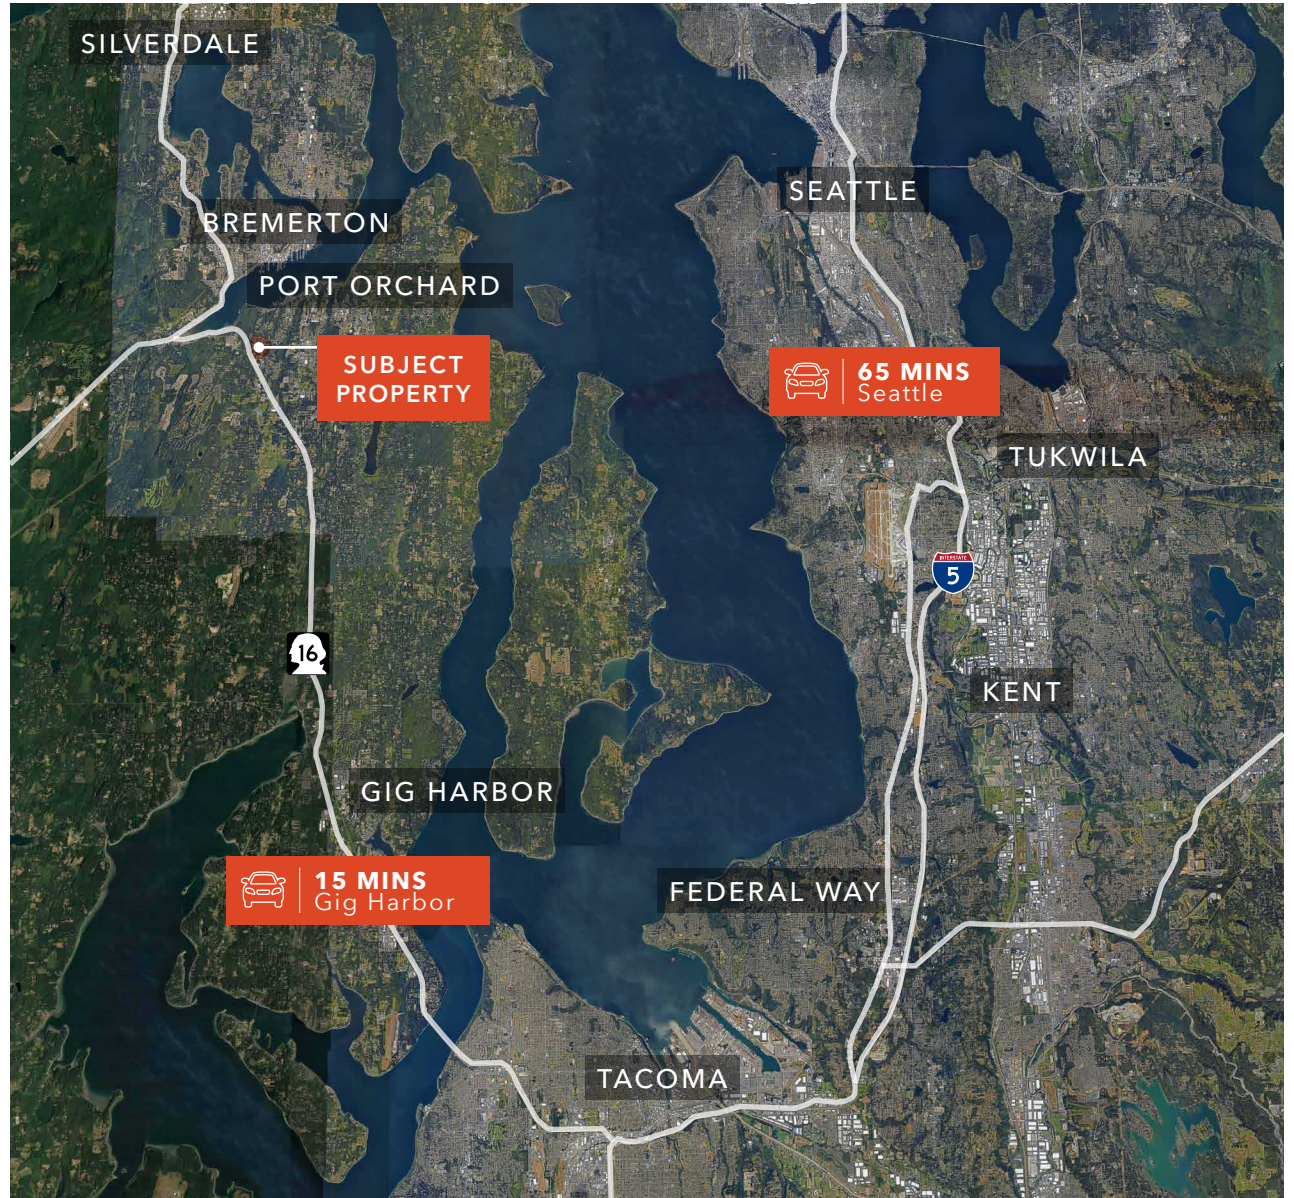 SILVERDALE
SEATTLE
BREMERTON
PORT ORCHARD
SUBJECT
PROPERTY
65 MINS
Seattle
TUKWILA
INTERSTATE
5
16
KENT
GIG HARBOR
15 MINS
Gig Harbor
FEDERAL WAY
TACOMA